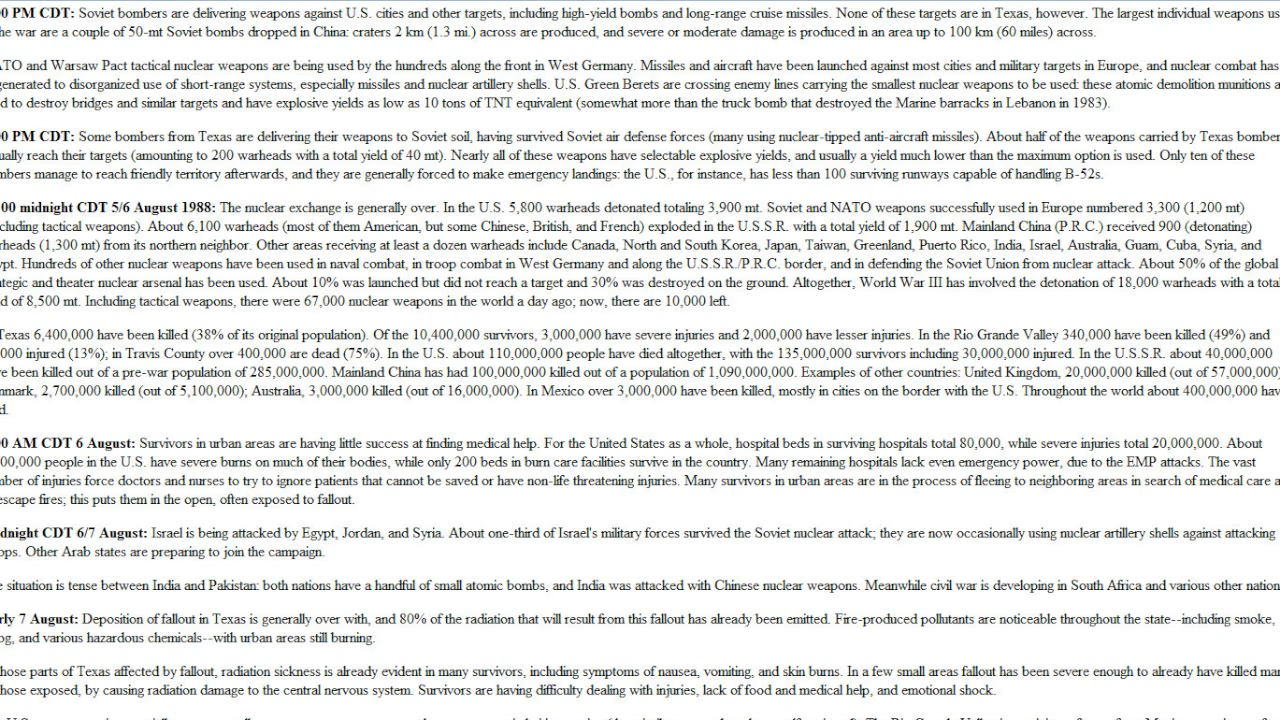 0 PM CDT: Soviet bombers are delivering weapons against U.S. cities and other targets, including high-yield bombs and long-range cruise missiles. None of these targets are in Texas, however. The largest individual weapons us
he war are a couple of 50-mt Soviet bombs dropped in China: craters 2 km (1.3 mi.) across are produced, and severe or moderate damage is produced in an area up to 100 km (60 miles) across.
ATO and Warsaw Pact tactical nuclear weapons are being used by the hundreds along the front in West Germany. Missiles and aircraft have been launched against most cities and military targets in Europe, and nuclear combat has
generated to disorganized use of short-range systems, especially missiles and nuclear artillery shells. U.S. Green Berets are crossing enemy lines carrying the smallest nuclear weapons to be used: these atomic demolition munitions a
d to destroy bridges and similar targets and have explosive yields as low as 10 tons of TNT equivalent (somewhat more than the truck bomb that destroyed the Marine barracks in Lebanon in 1983).
0 PM CDT: Some bombers from Texas are delivering their weapons to Soviet soil, having survived Soviet air defense forces (many using nuclear-tipped anti-aircraft missiles). About half of the weapons carried by Texas bomber
ually reach their targets (amounting to 200 warheads with a total yield of 40 mt). Nearly all of these weapons have selectable explosive yields, and usually a yield much lower than the maximum option is used. Only ten of these
mbers manage to reach friendly territory afterwards, and they are generally forced to make emergency landings: the U.S., for instance, has less than 100 surviving runways capable of handling B-52s.
00 midnight CDT 5/6 August 1988: The nuclear exchange is generally over. In the U.S. 5,800 warheads detonated totaling 3,900 mt. Soviet and NATO weapons successfully used in Europe numbered 3,300 (1,200 mt)
cluding tactical weapons). About 6,100 warheads (most of them American, but some Chinese, British, and French) exploded in the U.S.S.R. with a total yield of 1,900 mt. Mainland China (P.R.C.) received 900 (detonating)
rheads (1,300 mt) from its northern neighbor. Other areas receiving at least a dozen warheads include Canada, North and South Korea, Japan, Taiwan, Greenland, Puerto Rico, India, Israel, Australia, Guam, Cuba, Syria, and
ypt. Hundreds of other nuclear weapons have been used in naval combat, in troop combat in West Germany and along the U.S.S.R./P.R.C. border, and in defending the Soviet Union from nuclear attack. About 50% of the global
ategic and theater nuclear arsenal has been used. About 10% was launched but did not reach a target and 30% was destroyed on the ground. Altogether, World War III has involved the detonation of 18,000 warheads with a total
d of 8,500 mt. Including tactical weapons, there were 67,000 nuclear weapons in the world a day ago; now, there are 10,000 left.
Texas 6,400,000 have been killed (38% of its original population). Of the 10,400,000 survivors, 3,000,000 have severe injuries and 2,000,000 have lesser injuries. In the Rio Grande Valley 340,000 have been killed (49%) and
000 injured (13%); in Travis County over 400,000 are dead (75%). In the U.S. about 110,000,000 people have died altogether, with the 135,000,000 survivors including 30,000,000 injured. In the U.S.S.R. about 40,000,000
e been killed out of a pre-war population of 285,000,000. Mainland China has had 100,000,000 killed out of a population of 1,090,000,000. Examples of other countries: United Kingdom, 20,000,000 killed (out of 57,000,000)
nmark, 2,700,000 killed (out of 5,100,000); Australia, 3,000,000 killed (out of 16,000,000). In Mexico over 3,000,000 have been killed, mostly in cities on the border with the U.S. Throughout the world about 400,000,000 hav
d.
0 AM CDT 6 August: Survivors in urban areas are having little success at finding medical help. For the United States as a whole, hospital beds in surviving hospitals total 80,000, while severe injuries total 20,000,000. About
00,000 people in the U.S. have severe burns on much of their bodies, while only 200 beds in burn care facilities survive in the country. Many remaining hospitals lack even emergency power, due to the EMP attacks. The vast
mber of injuries force doctors and nurses to try to ignore patients that cannot be saved or have non-life threatening injuries. Many survivors in urban areas are in the process of fleeing to neighboring areas in search of medical care a
escape fires; this puts them in the open, often exposed to fallout.
dnight CDT 6/7 August: Israel is being attacked by Egypt, Jordan, and Syria. About one-third of Israel's military forces survived the Soviet nuclear attack; they are now occasionally using nuclear artillery shells against attacking
ops. Other Arab states are preparing to join the campaign.
e situation is tense between India and Pakistan: both nations have a handful of small atomic bombs, and India was attacked with Chinese nuclear weapons. Meanwhile civil war is developing in South Africa and various other nation
rly 7 August: Deposition of fallout in Texas is generally over with, and 80% of the radiation that will result from this fallout has already been emitted. Fire-produced pollutants are noticeable throughout the state--including smoke,
og, and various hazardous chemicals--with urban areas still burning.
hose parts of Texas affected by fallout, radiation sickness is already evident in many survivors, including symptoms of nausea, vomiting, and skin burns. In a few small areas fallout has been severe enough to already have killed ma
hose exposed, by causing radiation damage to the central nervous system. Survivors are having difficulty dealing with injuries, lack of food and medical help, and emotional shock.